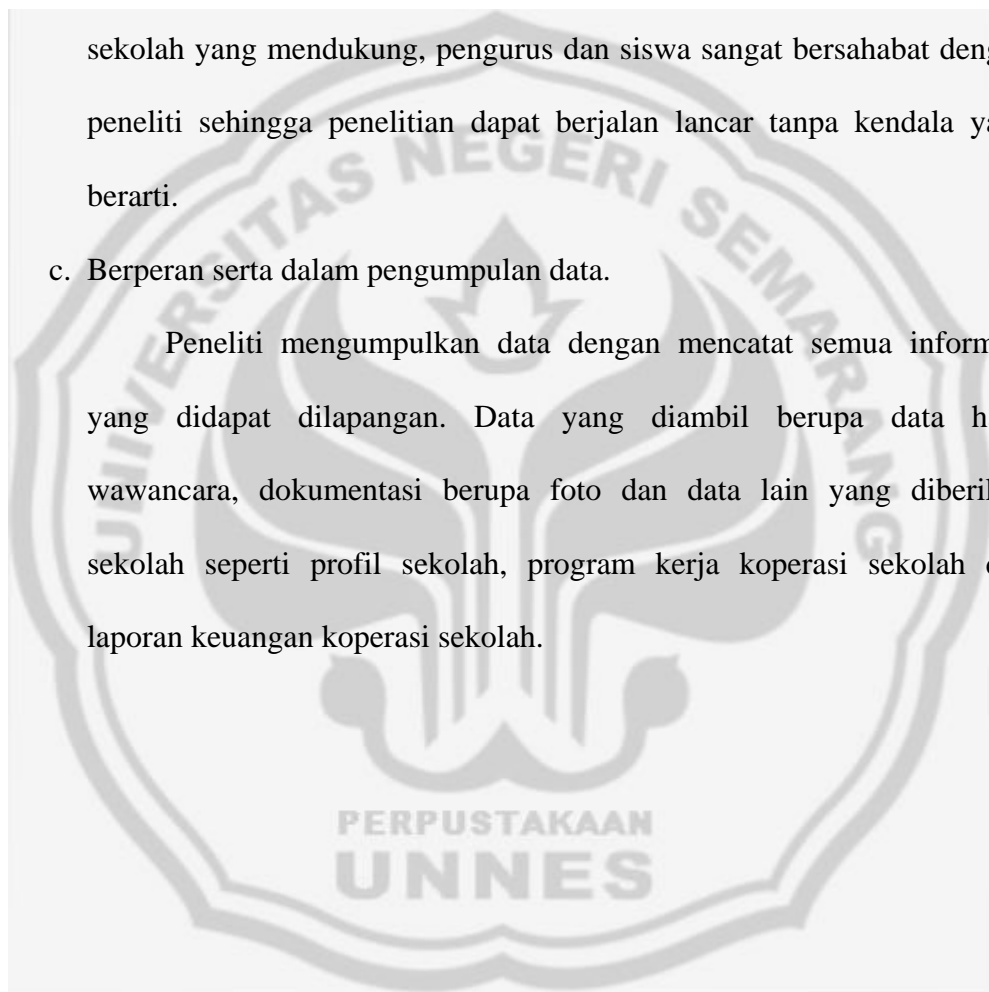 sekolah yang mendukung, pengurus dan siswa sangat bersahabat deng
peneliti sehingga penelitian dapat berjalan lancar tanpa kendala ya
berarti.
c. Berperan serta dalam pengumpulan data.
Peneliti mengumpulkan data dengan mencatat semua inform
yang didapat dilapangan. Data yang diambil berupa data h
wawancara, dokumentasi berupa foto dan data lain yang diberi
sekolah seperti profil sekolah, program kerja koperasi sekolah
laporan keuangan koperasi sekolah.
UNIVERSITAS NEGERI SEMARANG
PERPUSTAKAAN
UNNES